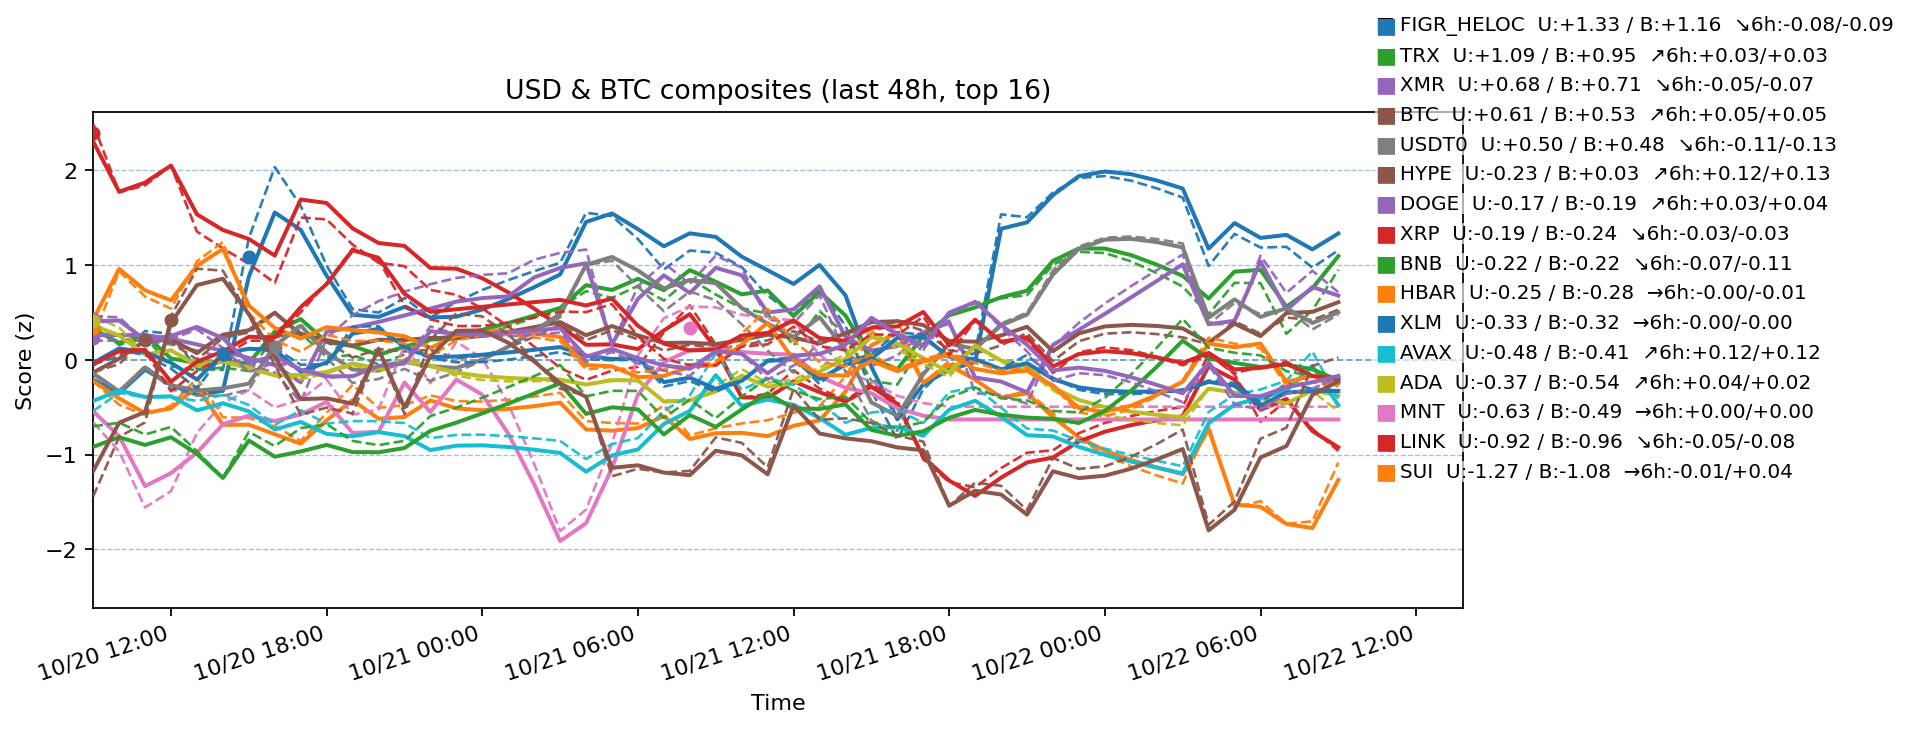 FIGR_HELOC U:+1.33 / B:+1.16 ↘6h:-0.08/-0.09
TRX U:+1.09 / B:+0.95 ↗6h:+0.03/+0.03
XMR U:+0.68 / B:+0.71 ↘6h:-0.05/-0.07
BTC U:+0.61 / B:+0.53 ↗6h:+0.05/+0.05
USDT0 U:+0.50 / B:+0.48 ↘6h:-0.11/-0.13
HYPE U:-0.23 / B:+0.03 ↗6h:+0.12/+0.13
DOGE U:-0.17 / B:-0.19 ↗6h:+0.03/+0.04
XRP U:-0.19 / B:-0.24 ↘6h:-0.03/-0.03
BNB U:-0.22 / B:-0.22 ↘6h:-0.07/-0.11
HBAR U:-0.25 / B:-0.28 →6h:-0.00/-0.01
XLM U:-0.33 / B:-0.32 →6h:-0.00/-0.00
AVAX U:-0.48 / B:-0.41 ↗6h:+0.12/+0.12
ADA U:-0.37 / B:-0.54 ↗6h:+0.04/+0.02
MNT U:-0.63 / B:-0.49 →6h:+0.00/+0.00
LINK U:-0.92 / B:-0.96 ↘6h:-0.05/-0.08
SUI U:-1.27 / B:-1.08 →6h:-0.01/+0.04
USD & BTC composites (last 48h, top 16)
Score (z)
2
1
0
−1
−2
10/20 12:00
10/20 18:00
10/21 00:00
10/21 06:00
10/21 12:00
10/21 18:00
10/22 00:00
10/22 06:00
10/22 12:00
Time